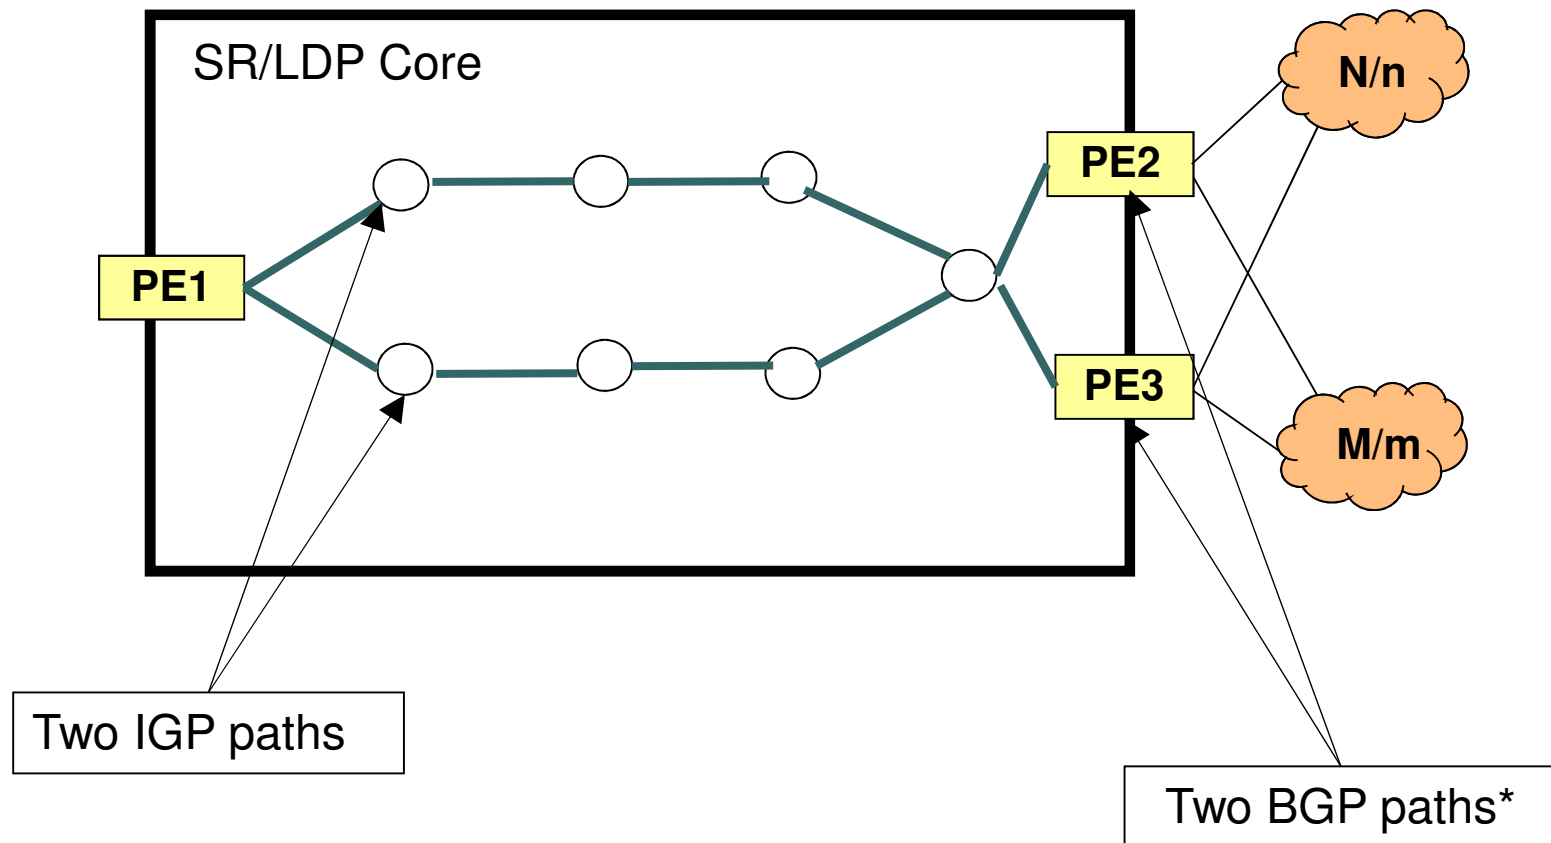 SR/LDP Core
N/n
PE2
PE1
PE3
M/m
Two IGP paths
Two BGP paths*